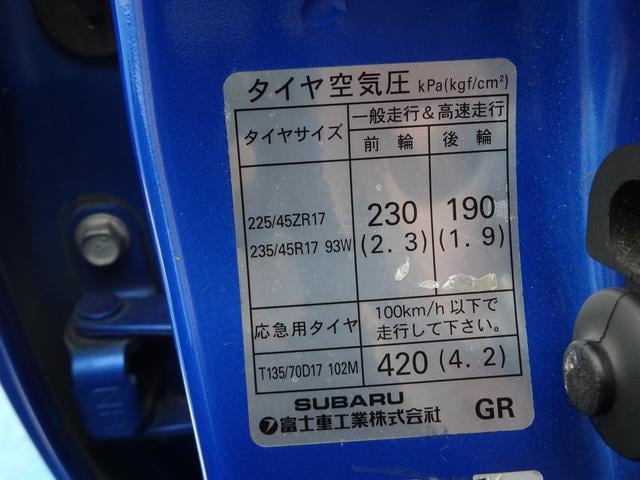 タイヤ空気圧 kPa(kgf/cm²)
タイヤサイズ 一般走行&高速走行
前輪 後輪
225/45ZR17
235/45R17 93W
230 190
(2.3) (1.9)
応急用タイヤ 100km/h以下で
走行して下さい。
T135/70D17 102M 420 (4.2)
SUBARU
富士重工業株式会社 GR